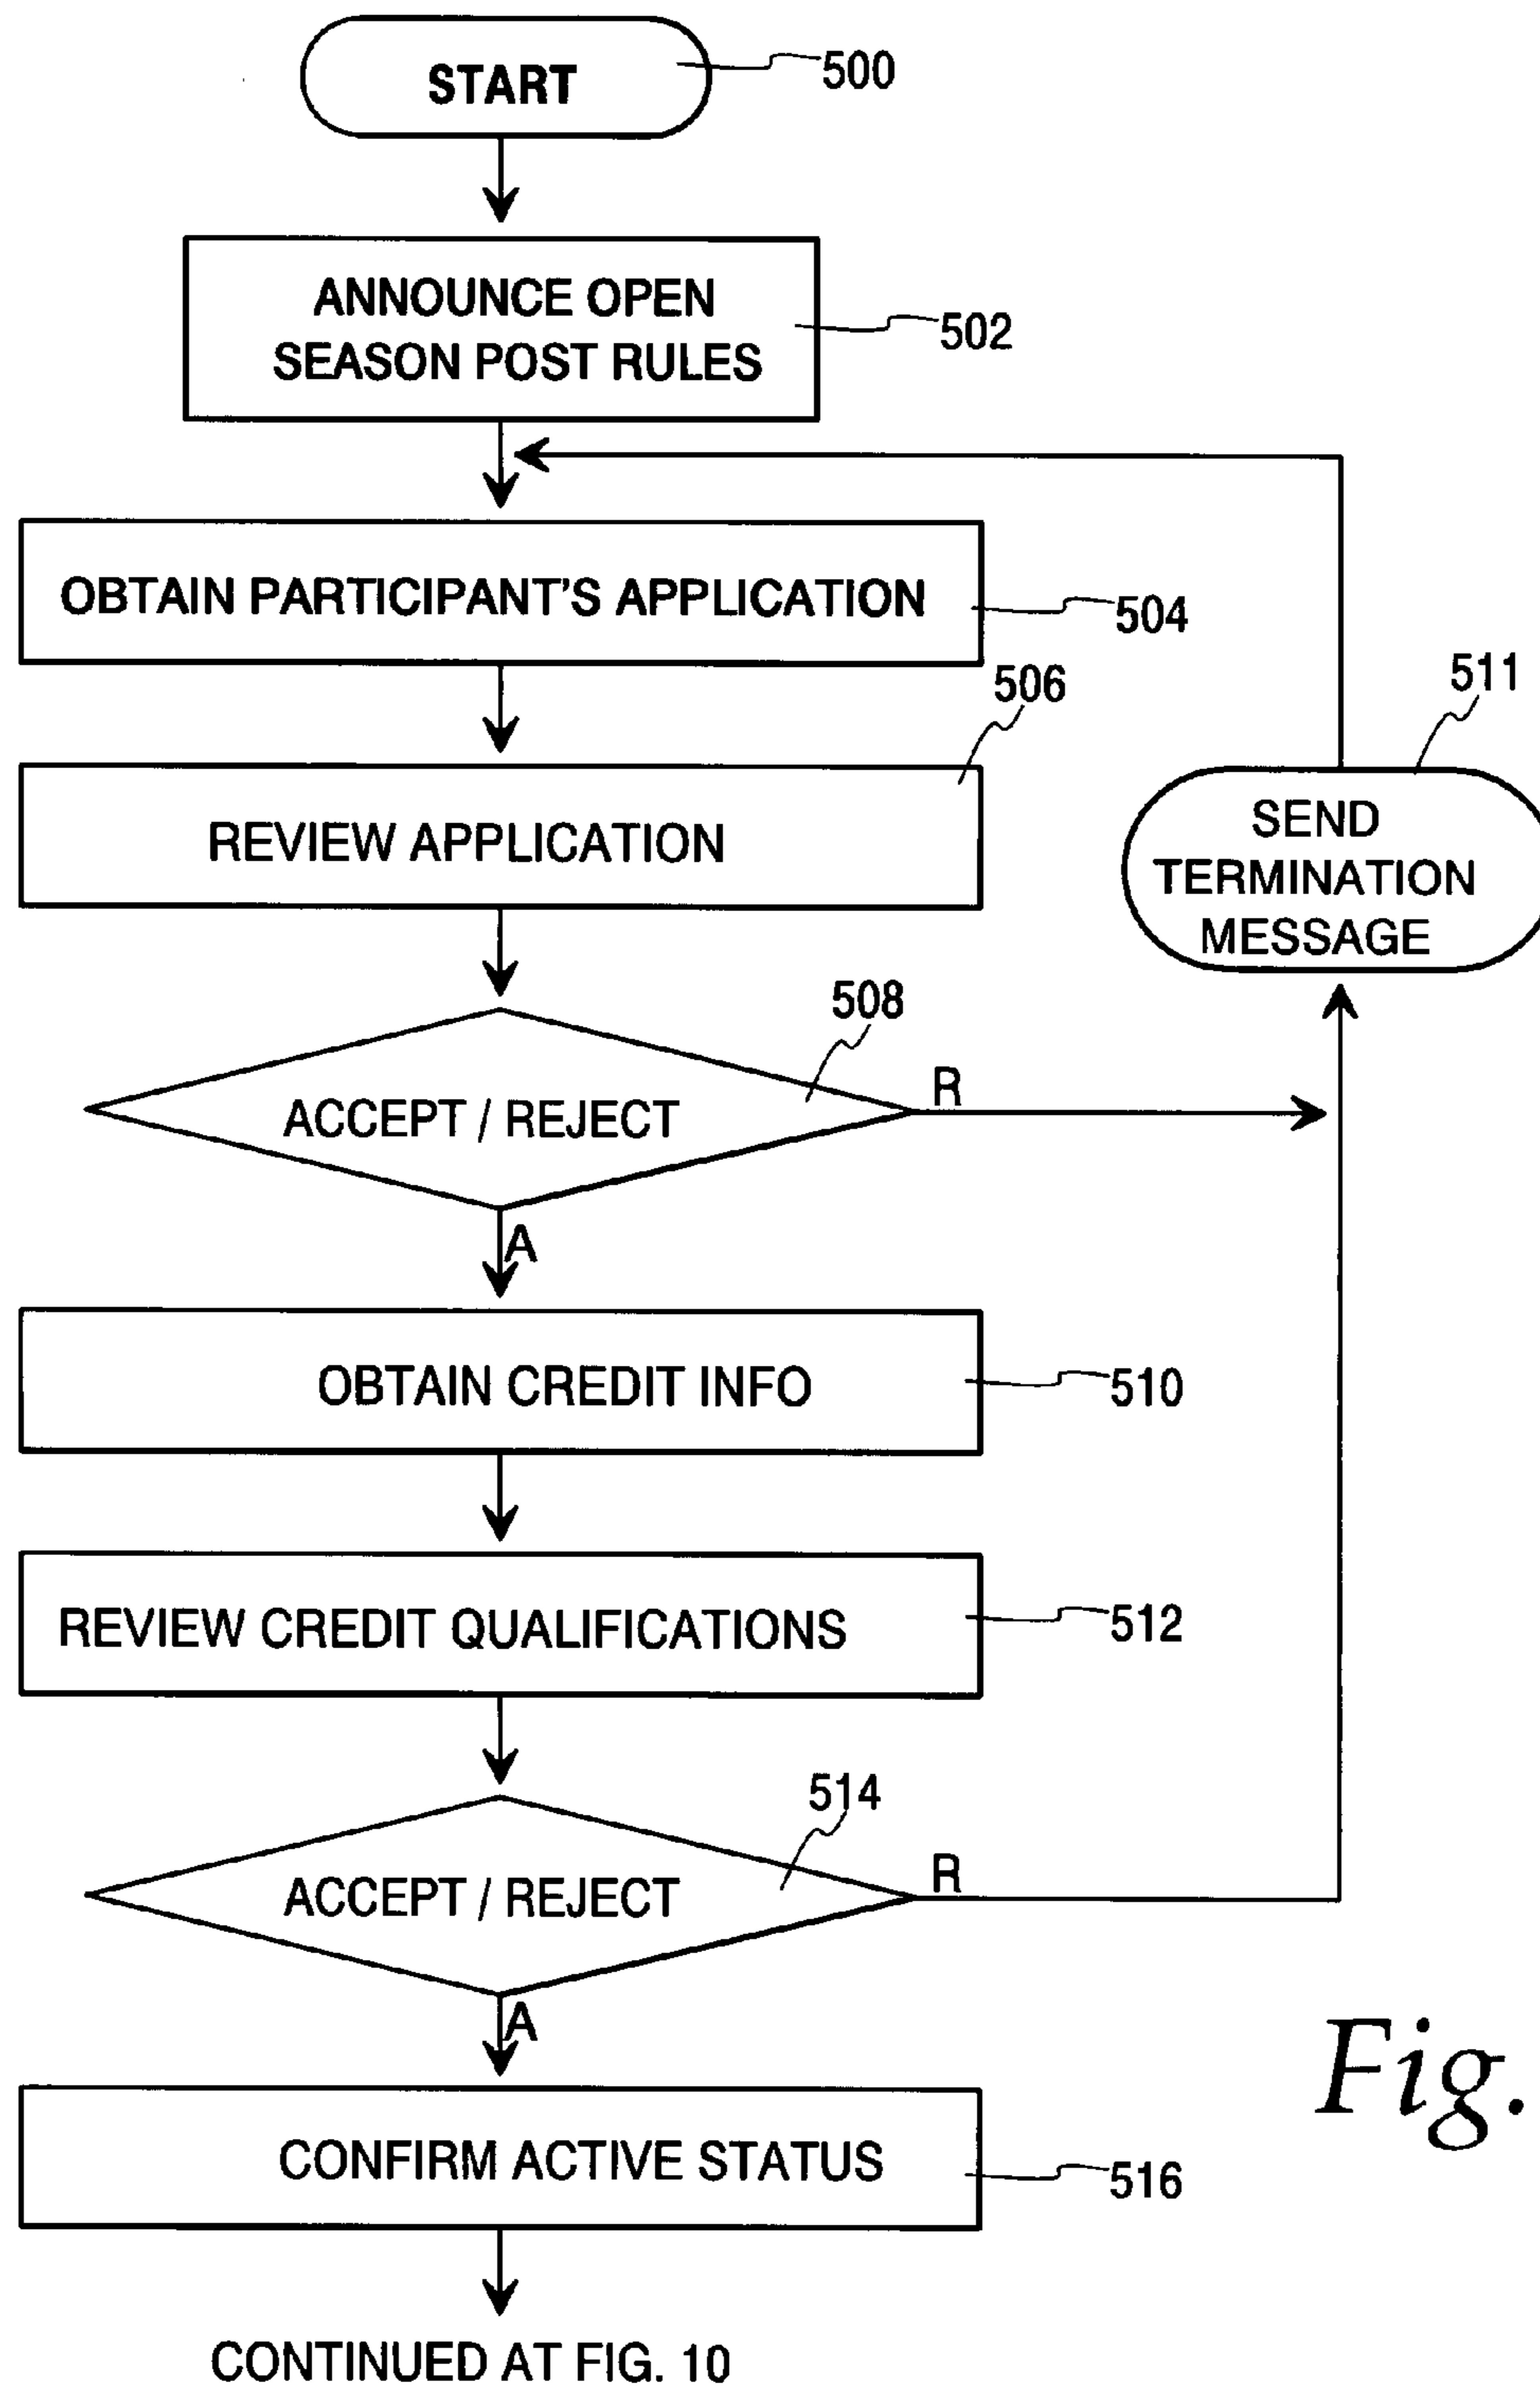 START
500
ANNOUNCE OPEN
SEASON POST RULES
502
OBTAIN PARTICIPANT'S APPLICATION
504
506
REVIEW APPLICATION
511
SEND
TERMINATION
MESSAGE
508
ACCEPT / REJECT
R
A
OBTAIN CREDIT INFO
510
REVIEW CREDIT QUALIFICATIONS
512
514
ACCEPT / REJECT
R
A
Fig.
CONFIRM ACTIVE STATUS
516
CONTINUED AT FIG. 10